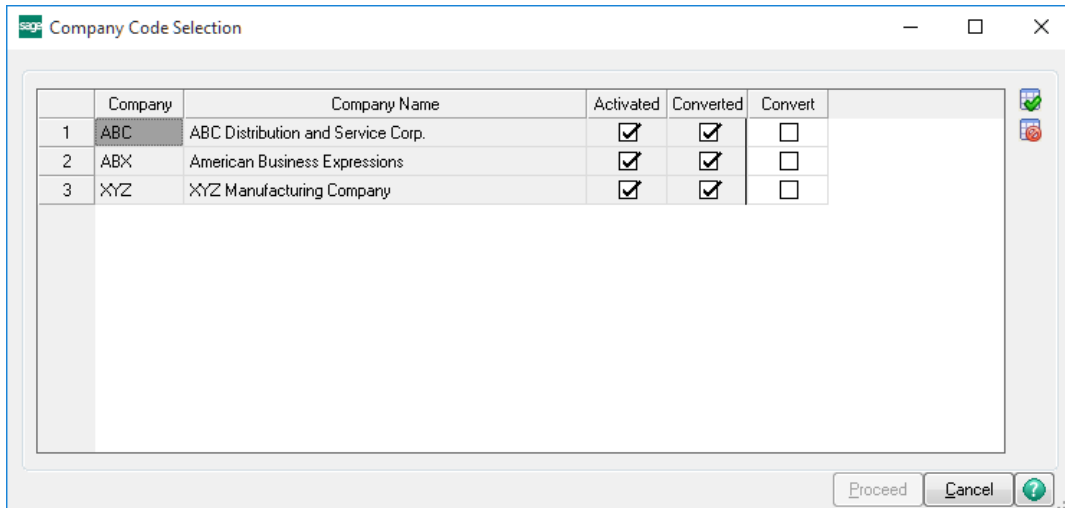 sage Company Code Selection
Company Company Name Activated Converted Convert
1 ABC ABC Distribution and Service Corp.
2 ABX American Business Expressions
3 XYZ XYZ Manufacturing Company
Proceed Cancel ?